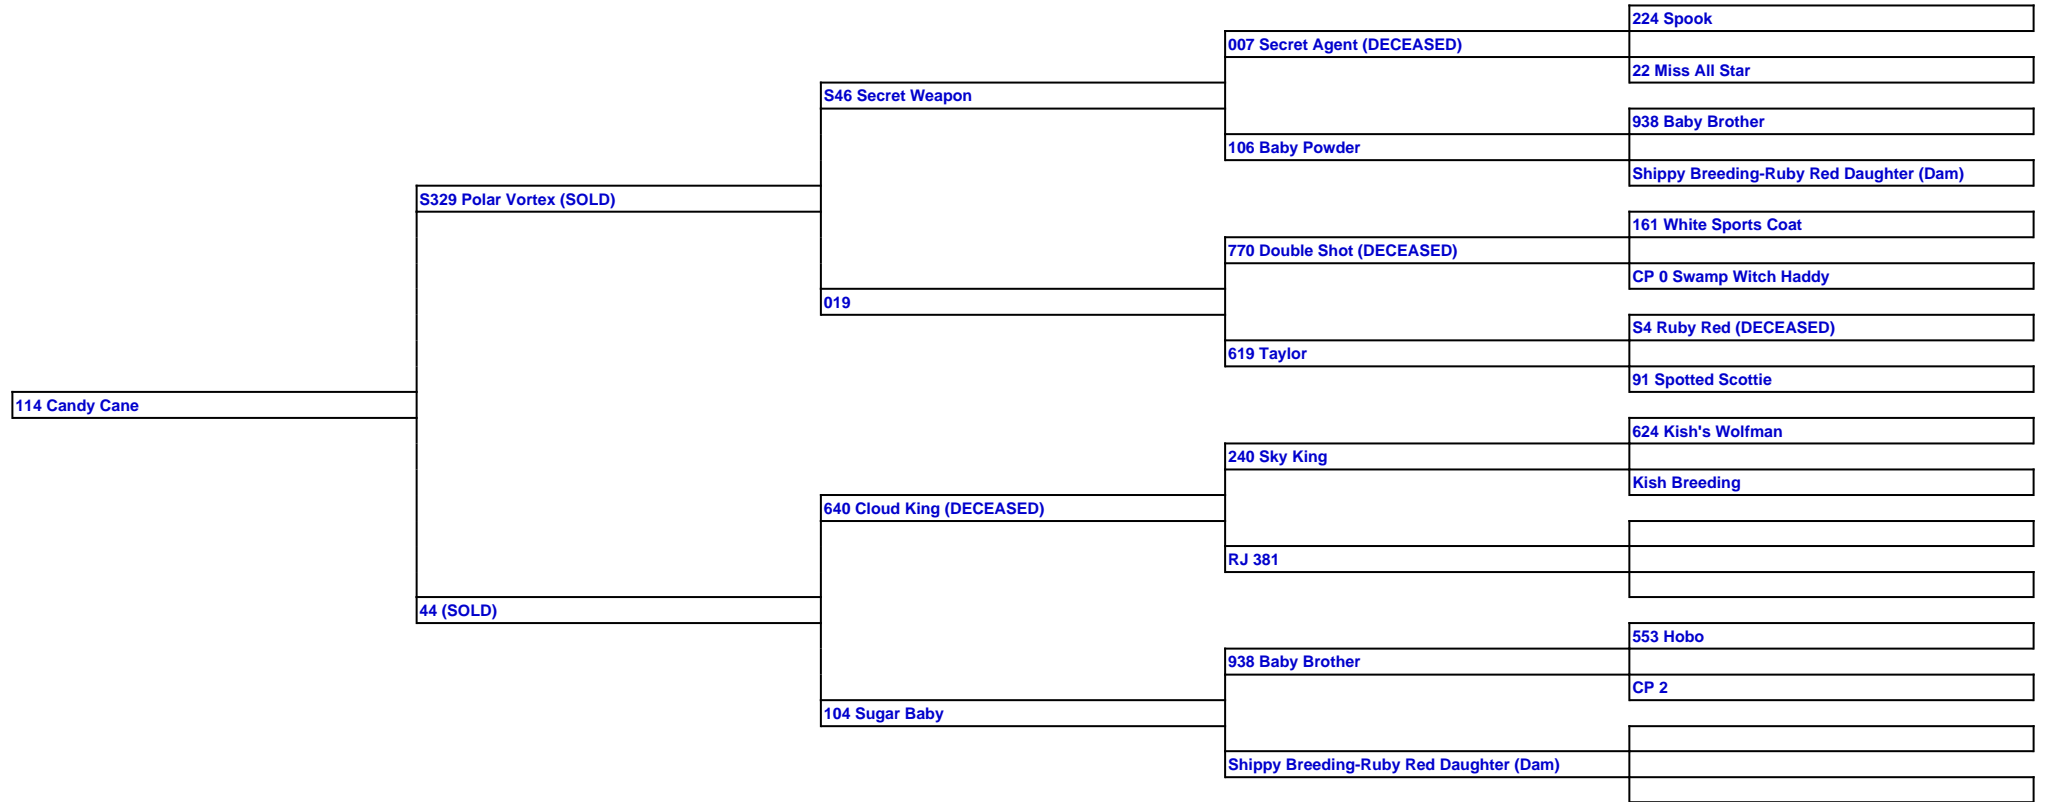 224 Spook
007 Secret Agent (DECEASED)
22 Miss All Star
S46 Secret Weapon
938 Baby Brother
106 Baby Powder
Shippy Breeding-Ruby Red Daughter (Dam)
S329 Polar Vortex (SOLD)
161 White Sports Coat
770 Double Shot (DECEASED)
CP 0 Swamp Witch Haddy
019
S4 Ruby Red (DECEASED)
619 Taylor
91 Spotted Scottie
114 Candy Cane
624 Kish's Wolfman
240 Sky King
Kish Breeding
640 Cloud King (DECEASED)
RJ 381
44 (SOLD)
553 Hobo
938 Baby Brother
CP 2
104 Sugar Baby
Shippy Breeding-Ruby Red Daughter (Dam)